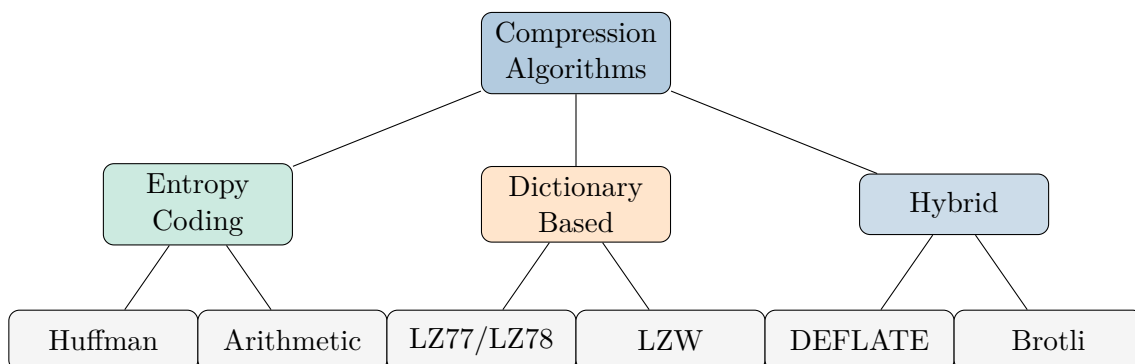 Compression
Algorithms
Entropy
Coding
Dictionary
Based
Hybrid
Huffman
Arithmetic
LZ77/LZ78
LZW
DEFLATE
Brotli